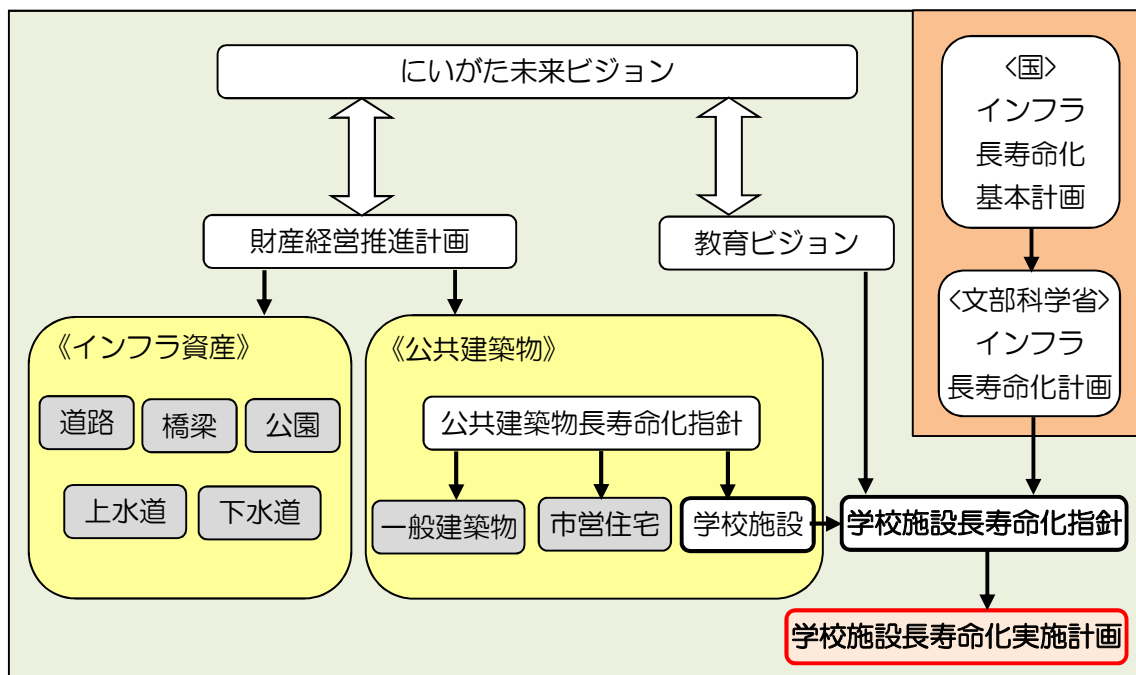 にいがた未来ビジョン
財産経営推進計画
教育ビジョン
《インフラ資産》
道路
橋梁
公園
上水道
下水道
《公共建築物》
公共建築物長寿命化指針
一般建築物
市営住宅
学校施設
〈国〉
インフラ
長寿命化
基本計画
〈文部科学省〉
インフラ
長寿命化計画
学校施設長寿命化指針
学校施設長寿命化実施計画